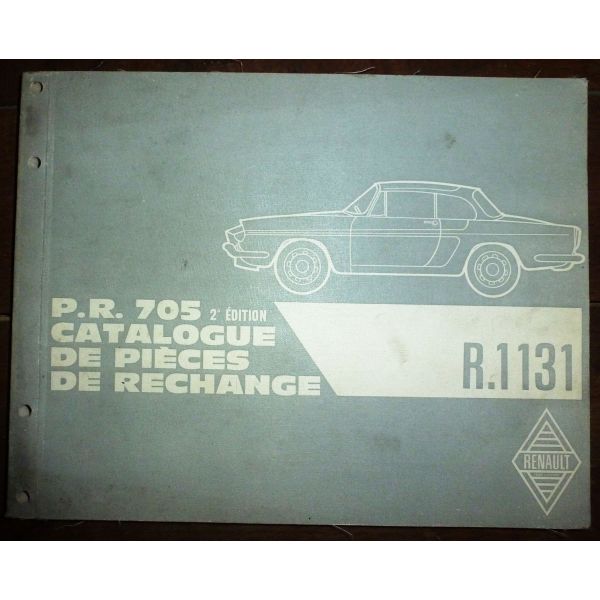 P.R. 705 2e ÉDITION
CATALOGUE
DE PIÈCES
DE RECHANGE
R.1131
RENAULT